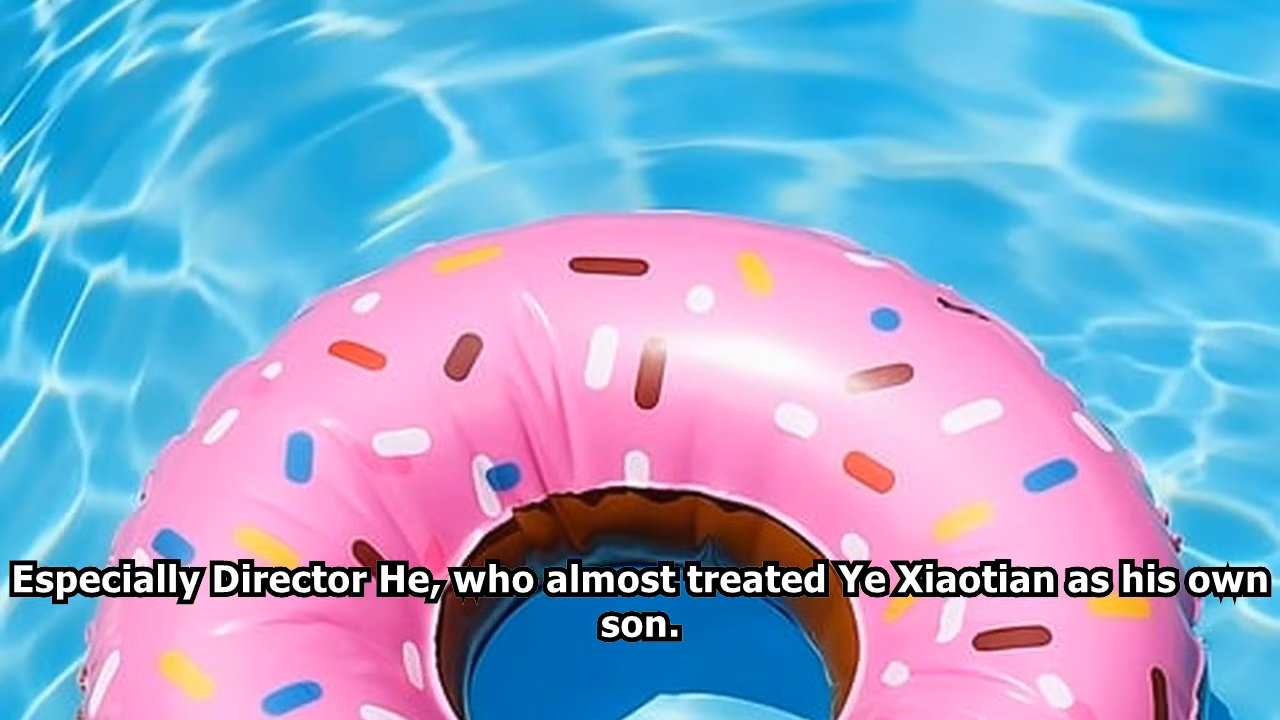 Especially Director He, who almost treated Ye Xiaotian as his own
son.